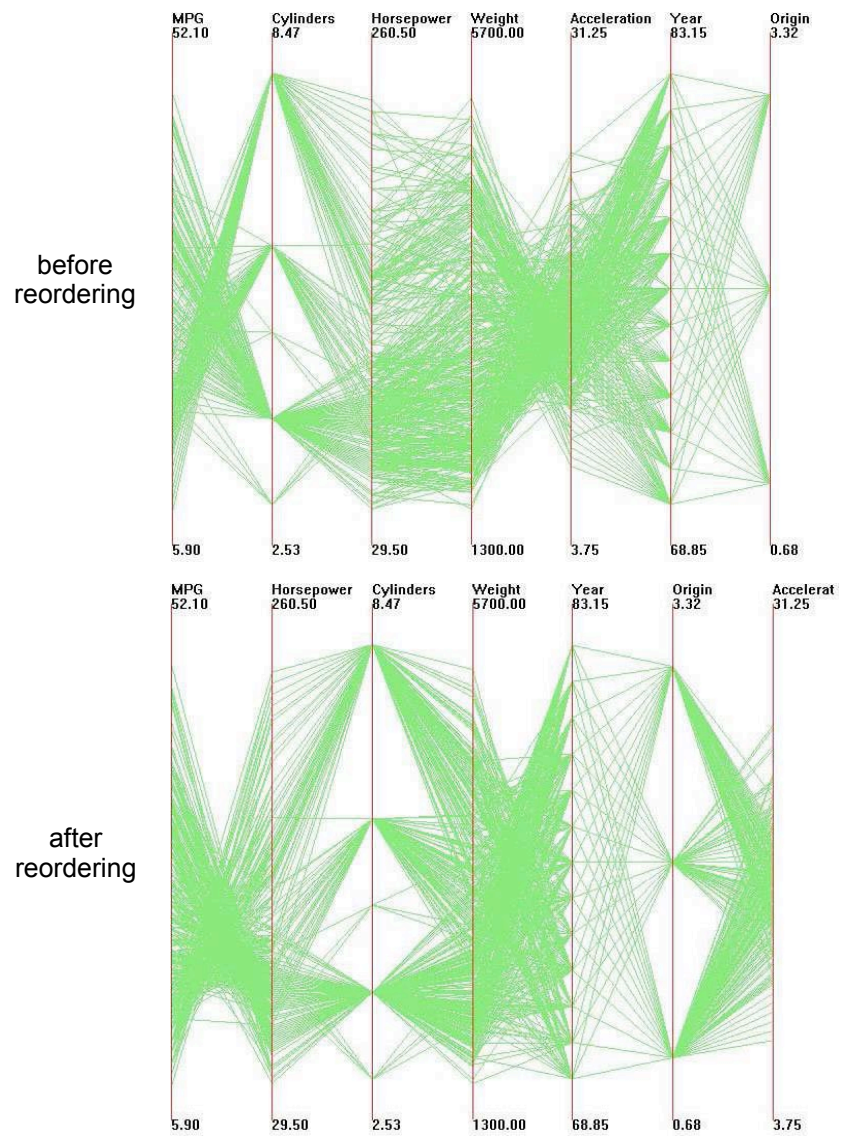 MPG Cylinders Horsepower Weight Acceleration Year Origin
52.10 8.47 260.50 5700.00 31.25 83.15 3.32
before
reordering
5.90 2.53 29.50 1300.00 3.75 68.85 0.68
MPG Horsepower Cylinders Weight Year Origin Accelerat
52.10 260.50 8.47 5700.00 83.15 3.32 31.25
after
reordering
5.90 29.50 2.53 1300.00 68.85 0.68 3.75